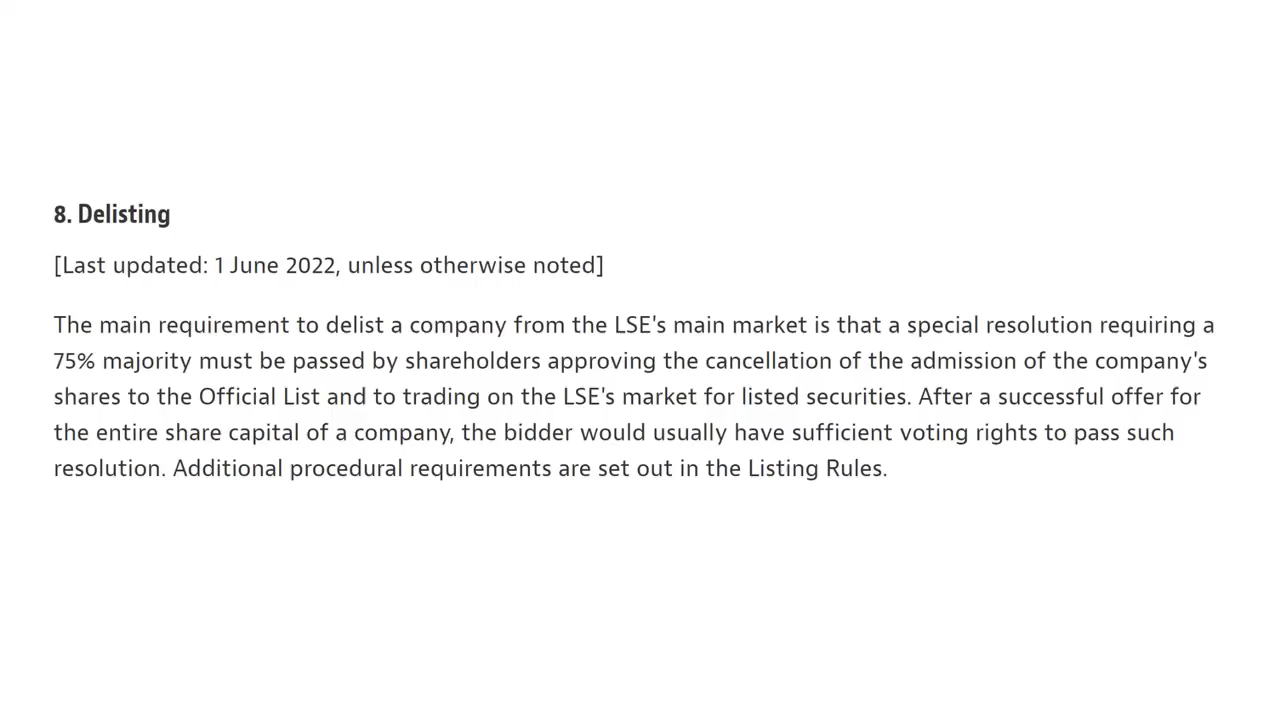 8. Delisting
[Last updated: 1 June 2022, unless otherwise noted]
The main requirement to delist a company from the LSE's main market is that a special resolution requiring a
75% majority must be passed by shareholders approving the cancellation of the admission of the company's
shares to the Official List and to trading on the LSE's market for listed securities. After a successful offer for
the entire share capital of a company, the bidder would usually have sufficient voting rights to pass such
resolution. Additional procedural requirements are set out in the Listing Rules.